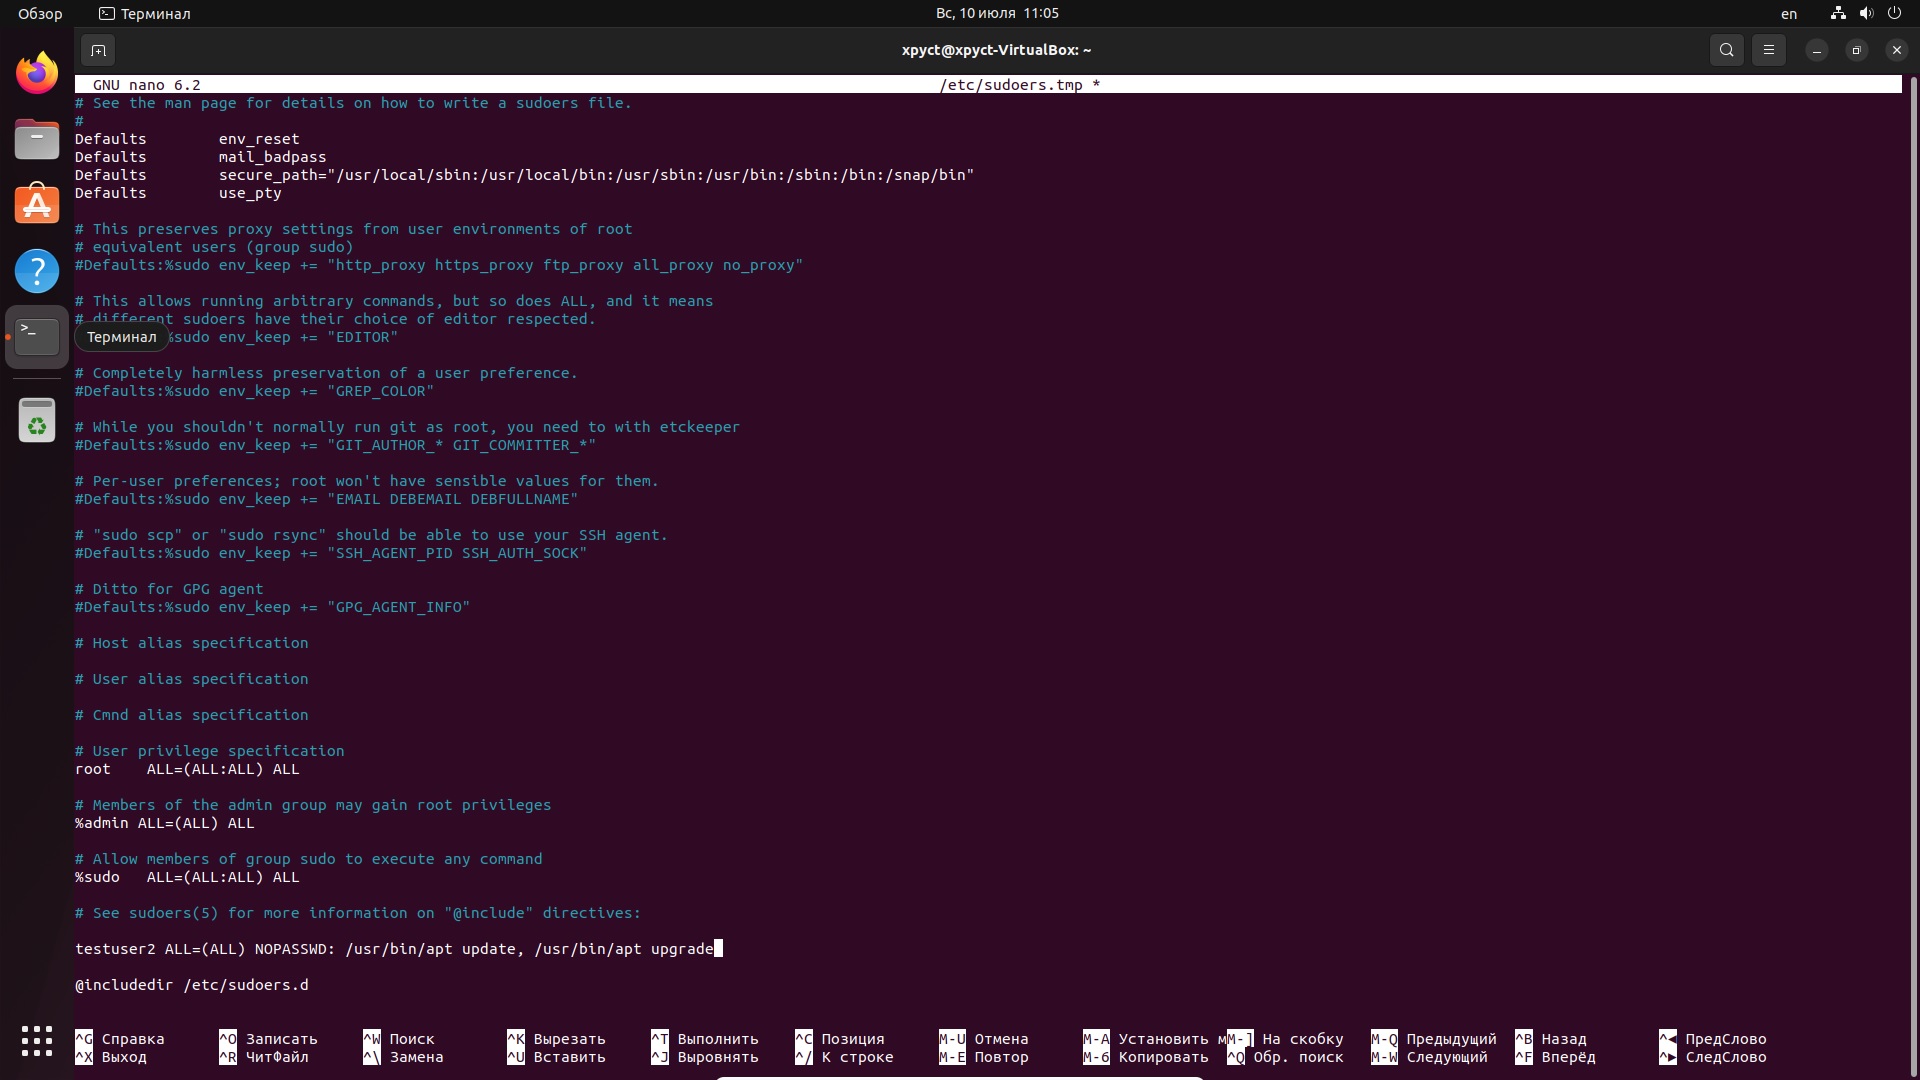 Обзор Терминал Вс, 10 июля 11:05 en
xpyct@xpyct-VirtualBox: ~
GNU nano 6.2 /etc/sudoers.tmp *
# See the man page for details on how to write a sudoers file.
#
Defaults env_reset
Defaults mail_badpass
Defaults secure_path="/usr/local/sbin:/usr/local/bin:/usr/sbin:/usr/bin:/sbin:/bin:/snap/bin"
Defaults use_pty
# This preserves proxy settings from user environments of root
# equivalent users (group sudo)
#Defaults:%sudo env_keep += "http_proxy https_proxy ftp_proxy all_proxy no_proxy"
# This allows running arbitrary commands, but so does ALL, and it means
# different sudoers have their choice of editor respected.
Терминал %sudo env_keep += "EDITOR"
# Completely harmless preservation of a user preference.
#Defaults:%sudo env_keep += "GREP_COLOR"
# While you shouldn't normally run git as root, you need to with etckeeper
#Defaults:%sudo env_keep += "GIT_AUTHOR_* GIT_COMMITTER_*"
# Per-user preferences; root won't have sensible values for them.
#Defaults:%sudo env_keep += "EMAIL DEBEMAIL DEBFULLNAME"
# "sudo scp" or "sudo rsync" should be able to use your SSH agent.
#Defaults:%sudo env_keep += "SSH_AGENT_PID SSH_AUTH_SOCK"
# Ditto for GPG agent
#Defaults:%sudo env_keep += "GPG_AGENT_INFO"
# Host alias specification
# User alias specification
# Cmnd alias specification
# User privilege specification
root ALL=(ALL:ALL) ALL
# Members of the admin group may gain root privileges
%admin ALL=(ALL) ALL
# Allow members of group sudo to execute any command
%sudo ALL=(ALL:ALL) ALL
# See sudoers(5) for more information on "@include" directives:
testuser2 ALL=(ALL) NOPASSWD: /usr/bin/apt update, /usr/bin/apt upgrade
@includedir /etc/sudoers.d
^G Справка ^O Записать ^W Поиск ^K Вырезать ^T Выполнить ^C Позиция M-U Отмена M-A Установить м M-] На скобку M-Q Предыдущий ^B Назад ^◀ ПредСлово
^X Выход ^R ЧитФайл ^\ Замена ^U Вставить ^J Выровнять ^/ К строке M-E Повтор M-6 Копировать ^Q Обр. поиск M-W Следующий ^F Вперёд ^▶ СледСлово